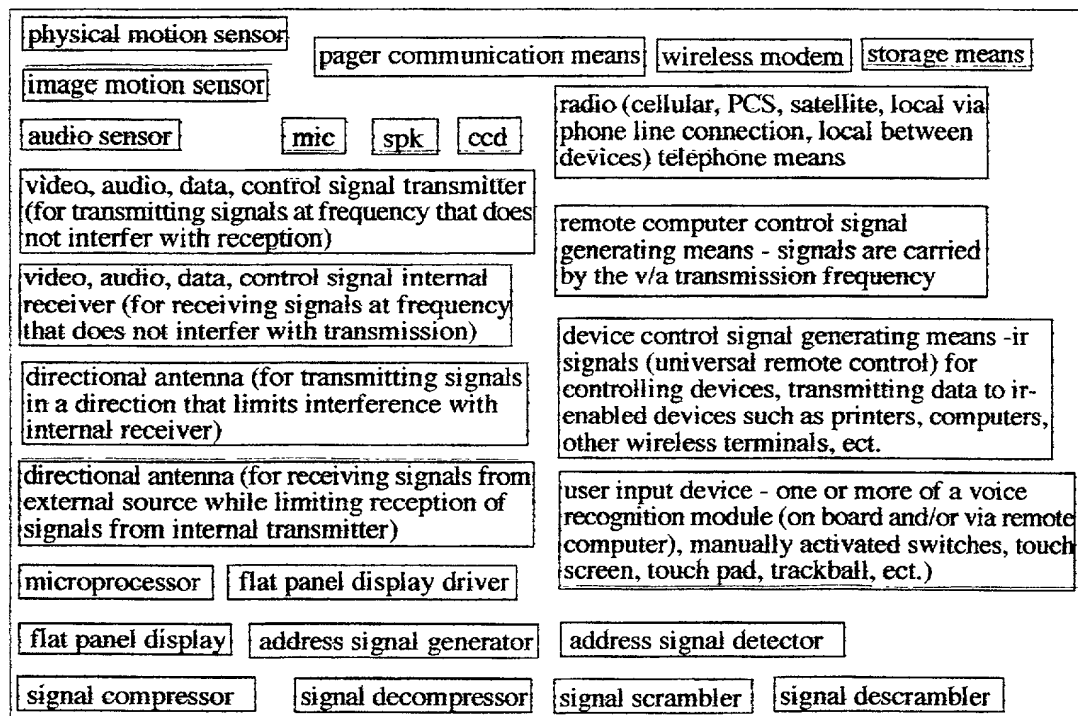 physical motion sensor
pager communication means
wireless modem
storage means
image motion sensor
audio sensor
mic
spk
ccd
radio (cellular, PCS, satellite, local via
phone line connection, local between
devices) telephone means
video, audio, data, control signal transmitter
(for transmitting signals at frequency that does
not interfer with reception)
remote computer control signal
generating means - signals are carried
by the v/a transmission frequency
video, audio, data, control signal internal
receiver (for receiving signals at frequency
that does not interfer with transmission)
device control signal generating means -ir
signals (universal remote control) for
controlling devices, transmitting data to ir-
enabled devices such as printers, computers,
other wireless terminals, ect.
directional antenna (for transmitting signals
in a direction that limits interference with
internal receiver)
directional antenna (for receiving signals from
external source while limiting reception of
signals from internal transmitter)
user input device - one or more of a voice
recognition module (on board and/or via remote
computer), manually activated switches, touch
screen, touch pad, trackball, ect.)
microprocessor
flat panel display driver
flat panel display
address signal generator
address signal detector
signal compressor
signal decompressor
signal scrambler
signal descrambler